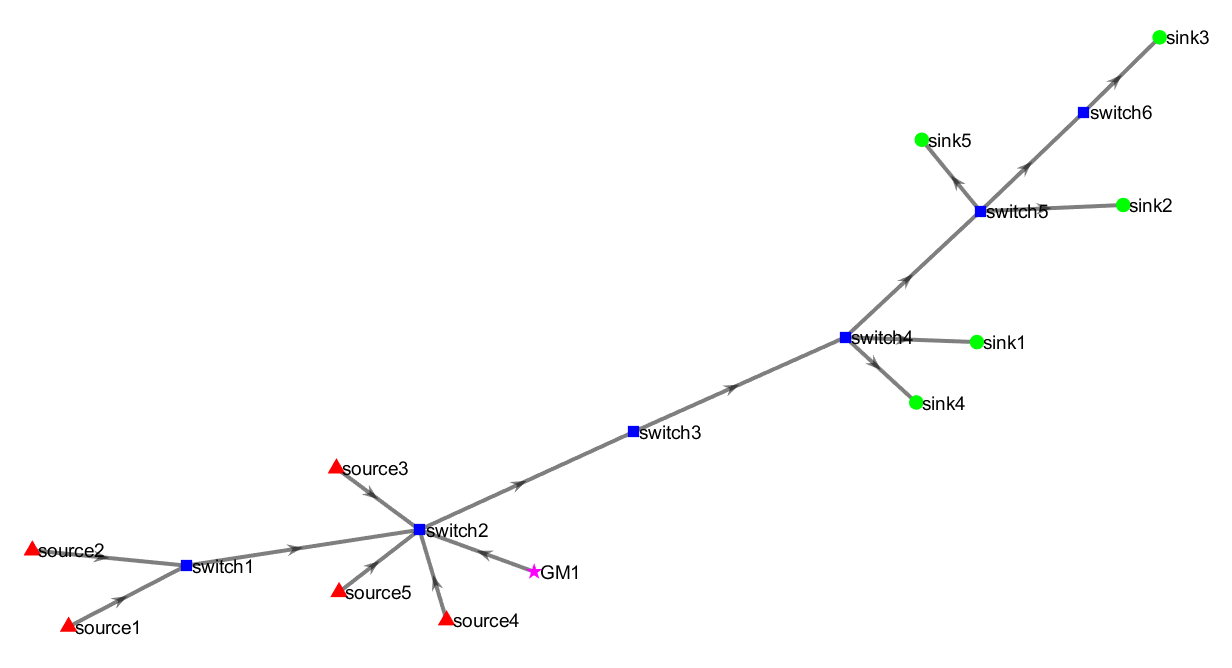 sink3
switch6
sink5
sink2
switch5
switch4
sink1
sink4
switch3
source3
switch2
source2
switch1
GM1
source5
source4
source1